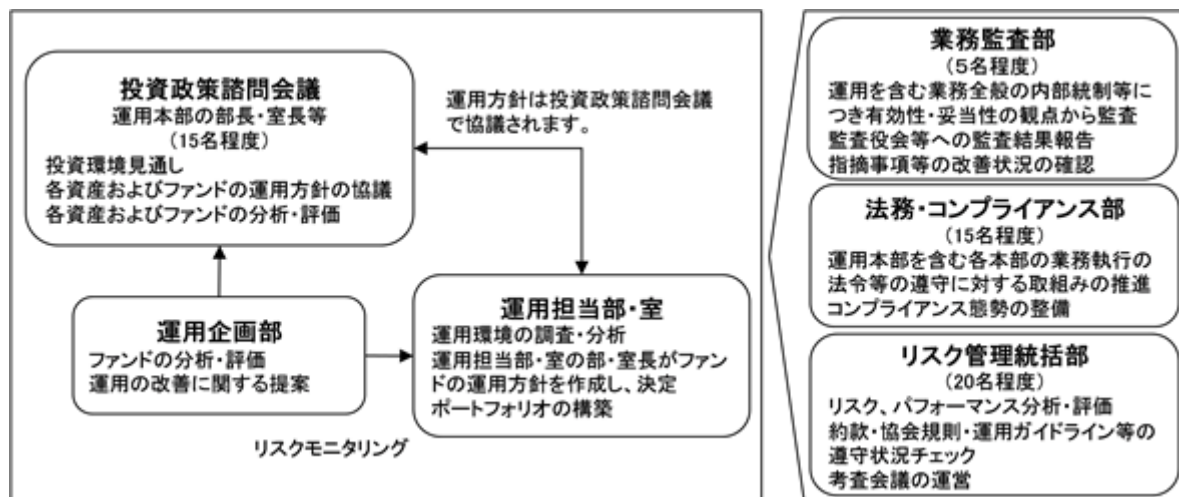 投資政策諮問会議
運用本部の部長・室長等
(15名程度)
投資環境見通し
各資産およびファンドの運用方針の協議
各資産およびファンドの分析・評価
運用方針は投資政策諮問会議
で協議されます。
運用企画部
ファンドの分析・評価
運用の改善に関する提案
運用担当部・室
運用環境の調査・分析
運用担当部・室の部・室長がファン
ドの運用方針を作成し、決定
ポートフォリオの構築
リスクモニタリング
業務監査部
(5名程度)
運用を含む業務全般の内部統制等に
つき有効性・妥当性の観点から監査
監査役会等への監査結果報告
指摘事項等の改善状況の確認
法務・コンプライアンス部
(15名程度)
運用本部を含む各本部の業務執行の
法令等の遵守に対する取組みの推進
コンプライアンス態勢の整備
リスク管理統括部
(20名程度)
リスク、パフォーマンス分析・評価
約款・協会規則・運用ガイドライン等の
遵守状況チェック
考査会議の運営